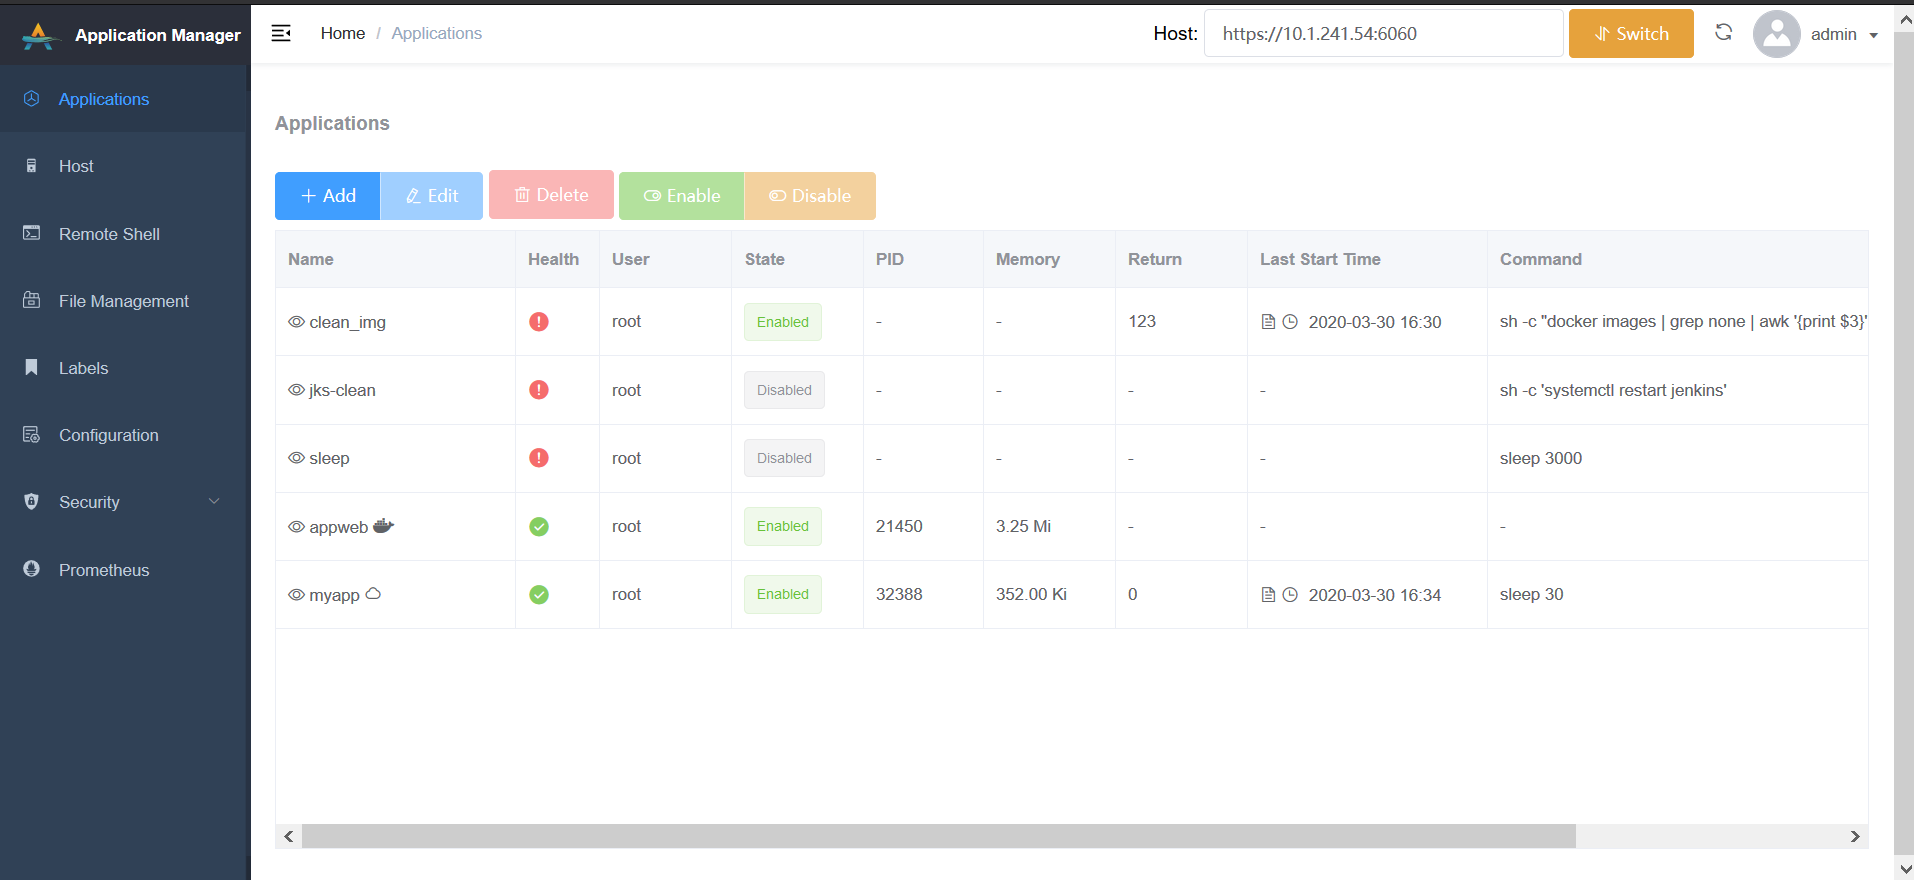 Application Manager
Home / Applications
Host: https://10.1.241.54:6060 Switch admin
Applications
Host
Remote Shell
File Management
Labels
Configuration
Security
Prometheus
Applications
Add Edit Delete Enable Disable
Name Health User State PID Memory Return Last Start Time Command
clean_img root Enabled - - 123 2020-03-30 16:30 sh -c "docker images | grep none | awk '{print $3}'
jks-clean root Disabled - - - - sh -c 'systemctl restart jenkins'
sleep root Disabled - - - - sleep 3000
appweb root Enabled 21450 3.25 Mi - - -
myapp root Enabled 32388 352.00 Ki 0 2020-03-30 16:34 sleep 30